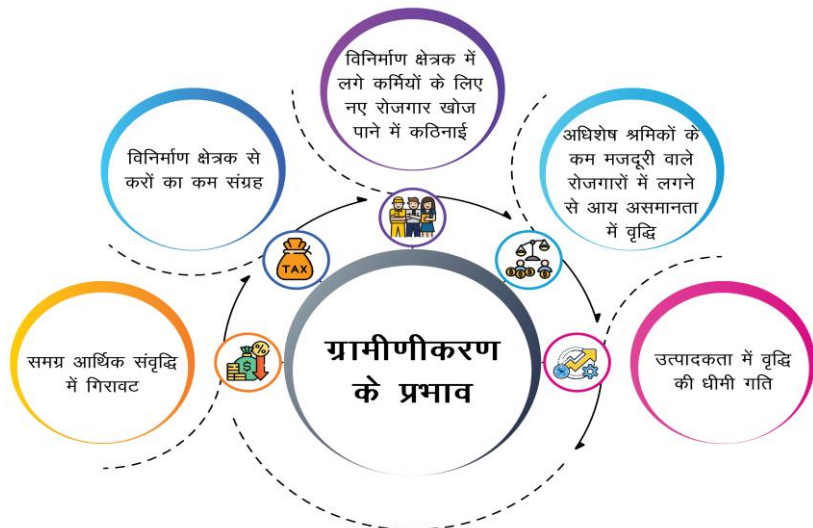 समग्र आर्थिक संवृद्धि
में गिरावट
विनिर्माण क्षेत्रक से
करों का कम संग्रह
विनिर्माण क्षेत्रक में
लगे कर्मियों के लिए
नए रोजगार खोज
पाने में कठिनाई
अधिशेष श्रमिकों के
कम मजदूरी वाले
रोजगारों में लगने
से आय असमानता
में वृद्धि
उत्पादकता में वृद्धि
की धीमी गति
TAX
ग्रामीणीकरण
के प्रभाव